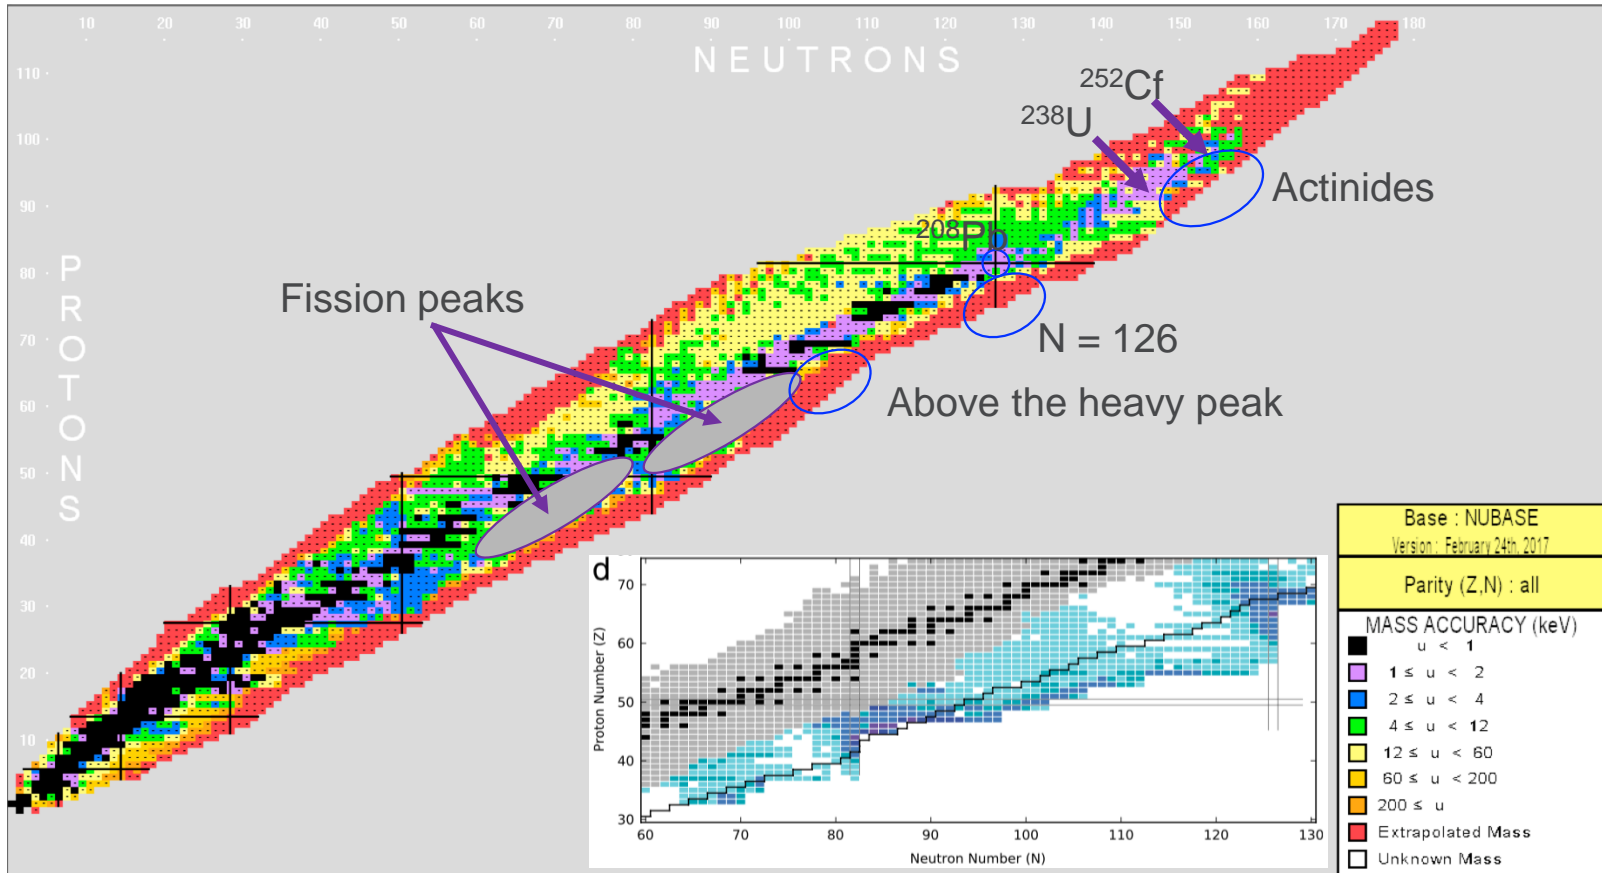 10 20 30 40 50 60 70 80 90 100 110 120 130 140 150 160 170 180
NEUTRONS
110
100
90
80
70
60
50
40
30
20
10
PROTONS
252Cf
238U
Actinides
208Pb
Fission peaks
N = 126
Above the heavy peak
d
70
60
50
40
30
Proton Number (Z)
60 70 80 90 100 110 120 130
Neutron Number (N)
Base : NUBASE
Version : February 24th, 2017
Parity (Z,N) : all
MASS ACCURACY (keV)
u < 1
1 ≤ u < 2
2 ≤ u < 4
4 ≤ u < 12
12 ≤ u < 60
60 ≤ u < 200
200 ≤ u
Extrapolated Mass
Unknown Mass